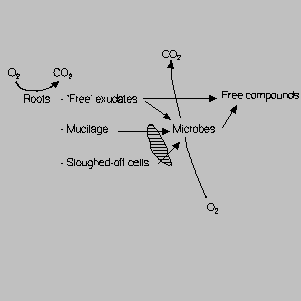 CO₂
O₂ CO₂
Free compounds
Roots - 'Free' exudates
- Mucilage Microbes
- Sloughed-off cells
O₂